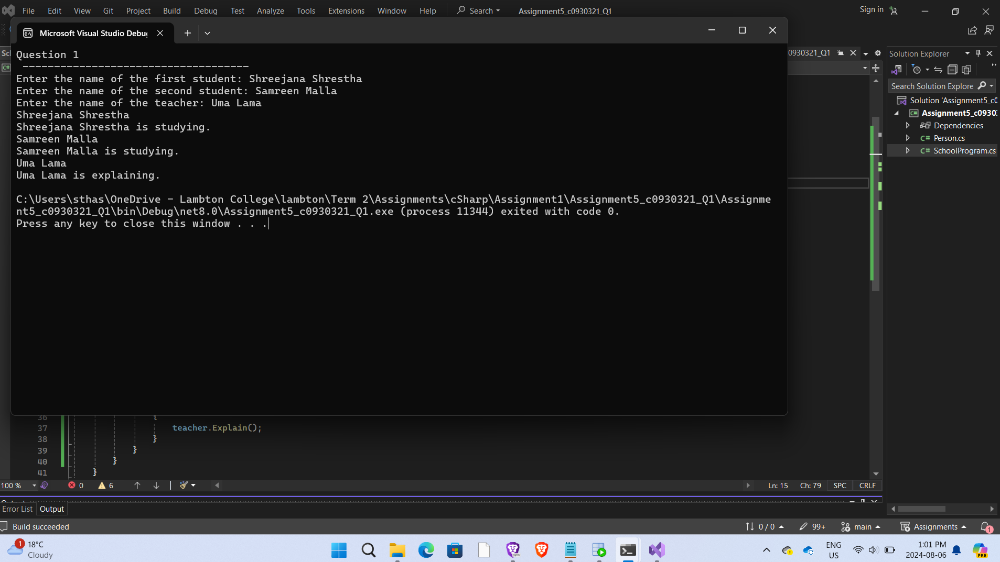 File Edit View Git Project Build Debug Test Analyze Tools Extensions Window Help Search Assignment5_c0930321_Q1 Sign in
Microsoft Visual Studio Debu
Question 1
------------------------------------
Enter the name of the first student: Shreejana Shrestha
Enter the name of the second student: Samreen Malla
Enter the name of the teacher: Uma Lama
Shreejana Shrestha
Shreejana Shrestha is studying.
Samreen Malla
Samreen Malla is studying.
Uma Lama
Uma Lama is explaining.
C:\Users\sthas\OneDrive - Lambton College\lambton\Term 2\Assignments\cSharp\Assignment1\Assignment5_c0930321_Q1\Assignme
nt5_c0930321_Q1\bin\Debug\net8.0\Assignment5_c0930321_Q1.exe (process 11344) exited with code 0.
Press any key to close this window . . .
Sc
0930321_Q1
C#
Solution Explorer
Search Solution Explore
Solution 'Assignment5_c0
C# Assignment5_c0930
Dependencies
C# Person.cs
C# SchoolProgram.cs
36 {
37 teacher.Explain();
38 }
39 }
40 }
41 }
100 % 0 6 Ln: 15 Ch: 79 SPC CRLF
Output
Error List Output
Build succeeded 0 / 0 99+ main Assignments 1
1 18°C
Cloudy
ENG
US
1:01 PM
2024-08-06
PRE